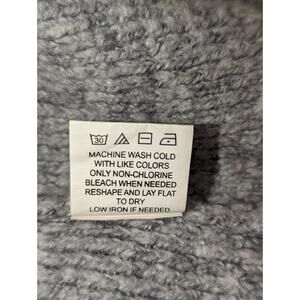 30
MACHINE WASH COLD
WITH LIKE COLORS
ONLY NON-CHLORINE
BLEACH WHEN NEEDED
RESHAPE AND LAY FLAT
TO DRY
LOW IRON IF NEEDED